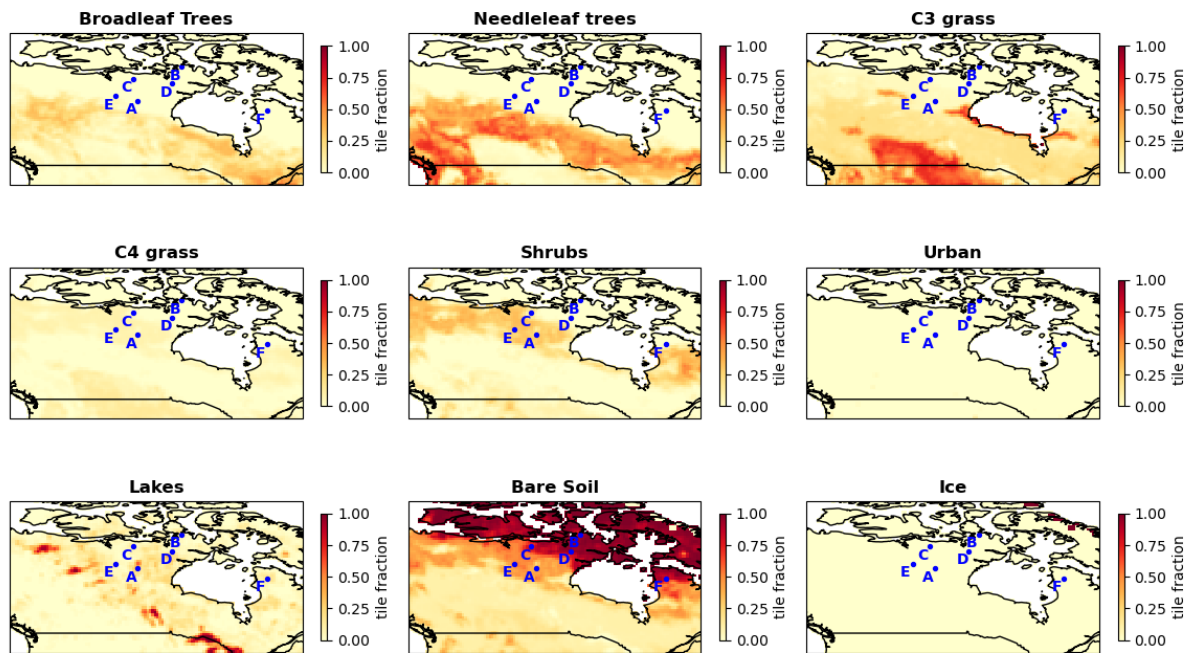 Broadleaf Trees
Needleleaf trees
C3 grass
1.00
0.75
0.50
0.25
0.00
tile fraction
B
C
D
E
A
F
1.00
0.75
0.50
0.25
0.00
tile fraction
B
C
D
E
A
F
1.00
0.75
0.50
0.25
0.00
tile fraction
B
C
D
E
A
F
C4 grass
Shrubs
Urban
1.00
0.75
0.50
0.25
0.00
tile fraction
B
C
D
E
A
F
1.00
0.75
0.50
0.25
0.00
tile fraction
B
C
D
E
A
F
1.00
0.75
0.50
0.25
0.00
tile fraction
B
C
D
E
A
F
Lakes
Bare Soil
Ice
1.00
0.75
0.50
0.25
0.00
tile fraction
B
C
D
E
A
F
1.00
0.75
0.50
0.25
0.00
tile fraction
B
C
D
E
A
F
1.00
0.75
0.50
0.25
0.00
tile fraction
B
C
D
E
A
F